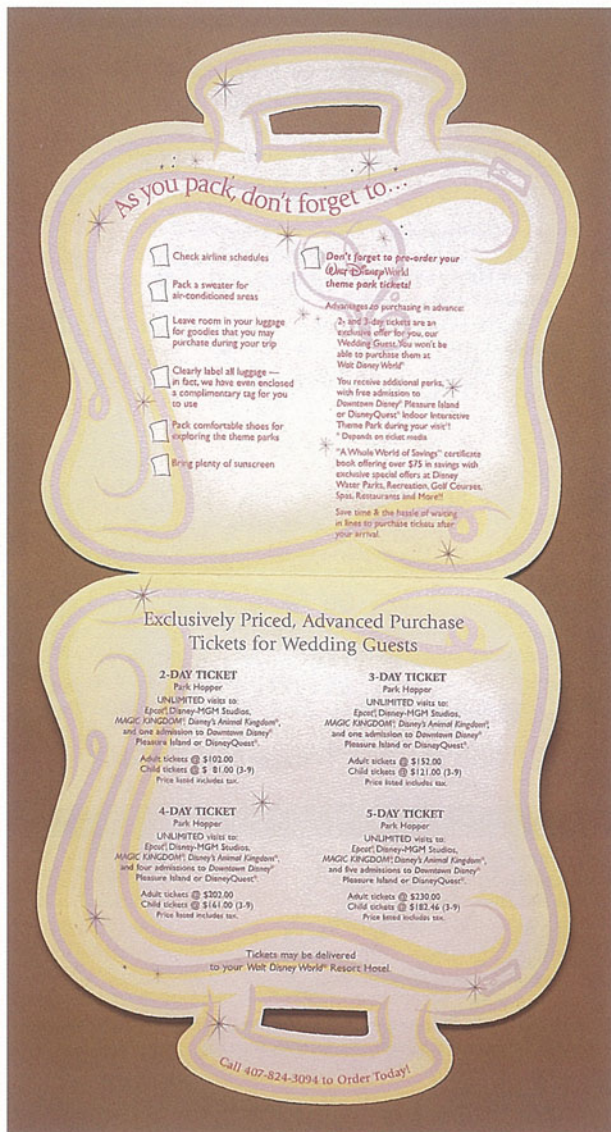 As you pack, don't forget to...
Check airline schedules
Pack a sweater for
air-conditioned areas
Leave room in your luggage
for goodies that you may
purchase during your trip
Clearly label all luggage —
in fact, we have even enclosed
a complimentary tag for you
to use
Pack comfortable shoes for
exploring the theme parks
Bring plenty of sunscreen
Don't forget to pre-order your
Walt Disney World
theme park tickets!
Advantages to purchasing in advance:
2- and 3-day tickets are an
exclusive offer for you, our
Wedding Guest. You won't be
able to purchase them at
Walt Disney World®
You receive additional parks,
with free admission to
Downtown Disney® Pleasure Island
or DisneyQuest® Indoor Interactive
Theme Park during your visit*!
* Depends on ticket media
"A Whole World of Savings" certificate
book offering over $75 in savings with
exclusive special offers at Disney
Water Parks, Recreation, Golf Courses,
Spas, Restaurants and More!!
Save time & the hassle of waiting
in lines to purchase tickets after
your arrival.
Exclusively Priced, Advanced Purchase
Tickets for Wedding Guests
2-DAY TICKET
Park Hopper
UNLIMITED visits to:
Epcot®, Disney-MGM Studios,
MAGIC KINGDOM®, Disney's Animal Kingdom®,
and one admission to Downtown Disney®
Pleasure Island or DisneyQuest®.
Adult tickets @ $102.00
Child tickets @ $ 81.00 (3-9)
Price listed includes tax.
3-DAY TICKET
Park Hopper
UNLIMITED visits to:
Epcot®, Disney-MGM Studios,
MAGIC KINGDOM®, Disney's Animal Kingdom®,
and one admission to Downtown Disney®
Pleasure Island or DisneyQuest®.
Adult tickets @ $152.00
Child tickets @ $121.00 (3-9)
Price listed includes tax.
4-DAY TICKET
Park Hopper
UNLIMITED visits to:
Epcot®, Disney-MGM Studios,
MAGIC KINGDOM®, Disney's Animal Kingdom®,
and four admissions to Downtown Disney®
Pleasure Island or DisneyQuest®.
Adult tickets @ $202.00
Child tickets @ $161.00 (3-9)
Price listed includes tax.
5-DAY TICKET
Park Hopper
UNLIMITED visits to:
Epcot®, Disney-MGM Studios,
MAGIC KINGDOM®, Disney's Animal Kingdom®,
and five admissions to Downtown Disney®
Pleasure Island or DisneyQuest®.
Adult tickets @ $230.00
Child tickets @ $182.46 (3-9)
Price listed includes tax.
Tickets may be delivered
to your Walt Disney World® Resort Hotel.
Call 407-824-3094 to Order Today!